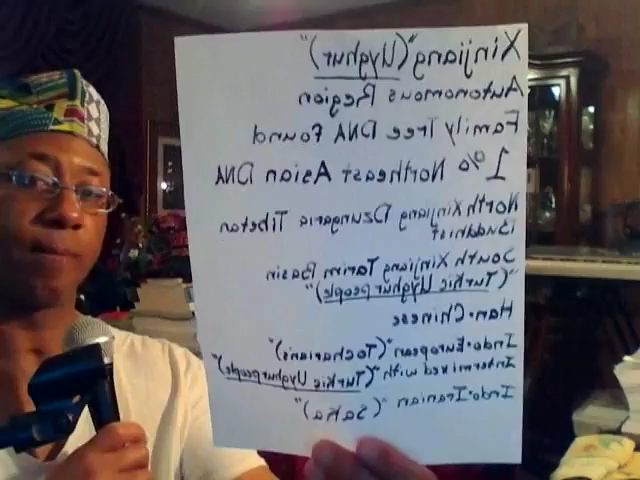 Xinjiang "(Uyghur)"
Autonomous Region
Family Tree DNA Found
1% Northeast Asian DNA
North Xinjiang Dzungaria Tibetan
Buddhist
South Xinjiang Tarim Basin
"(Turkic Uyghur people)"
Han-Chinese
Indo-European "(Tocharians)"
Intermixed with "(Turkic Uyghur people)"
Indo-Iranian "(Saka)"